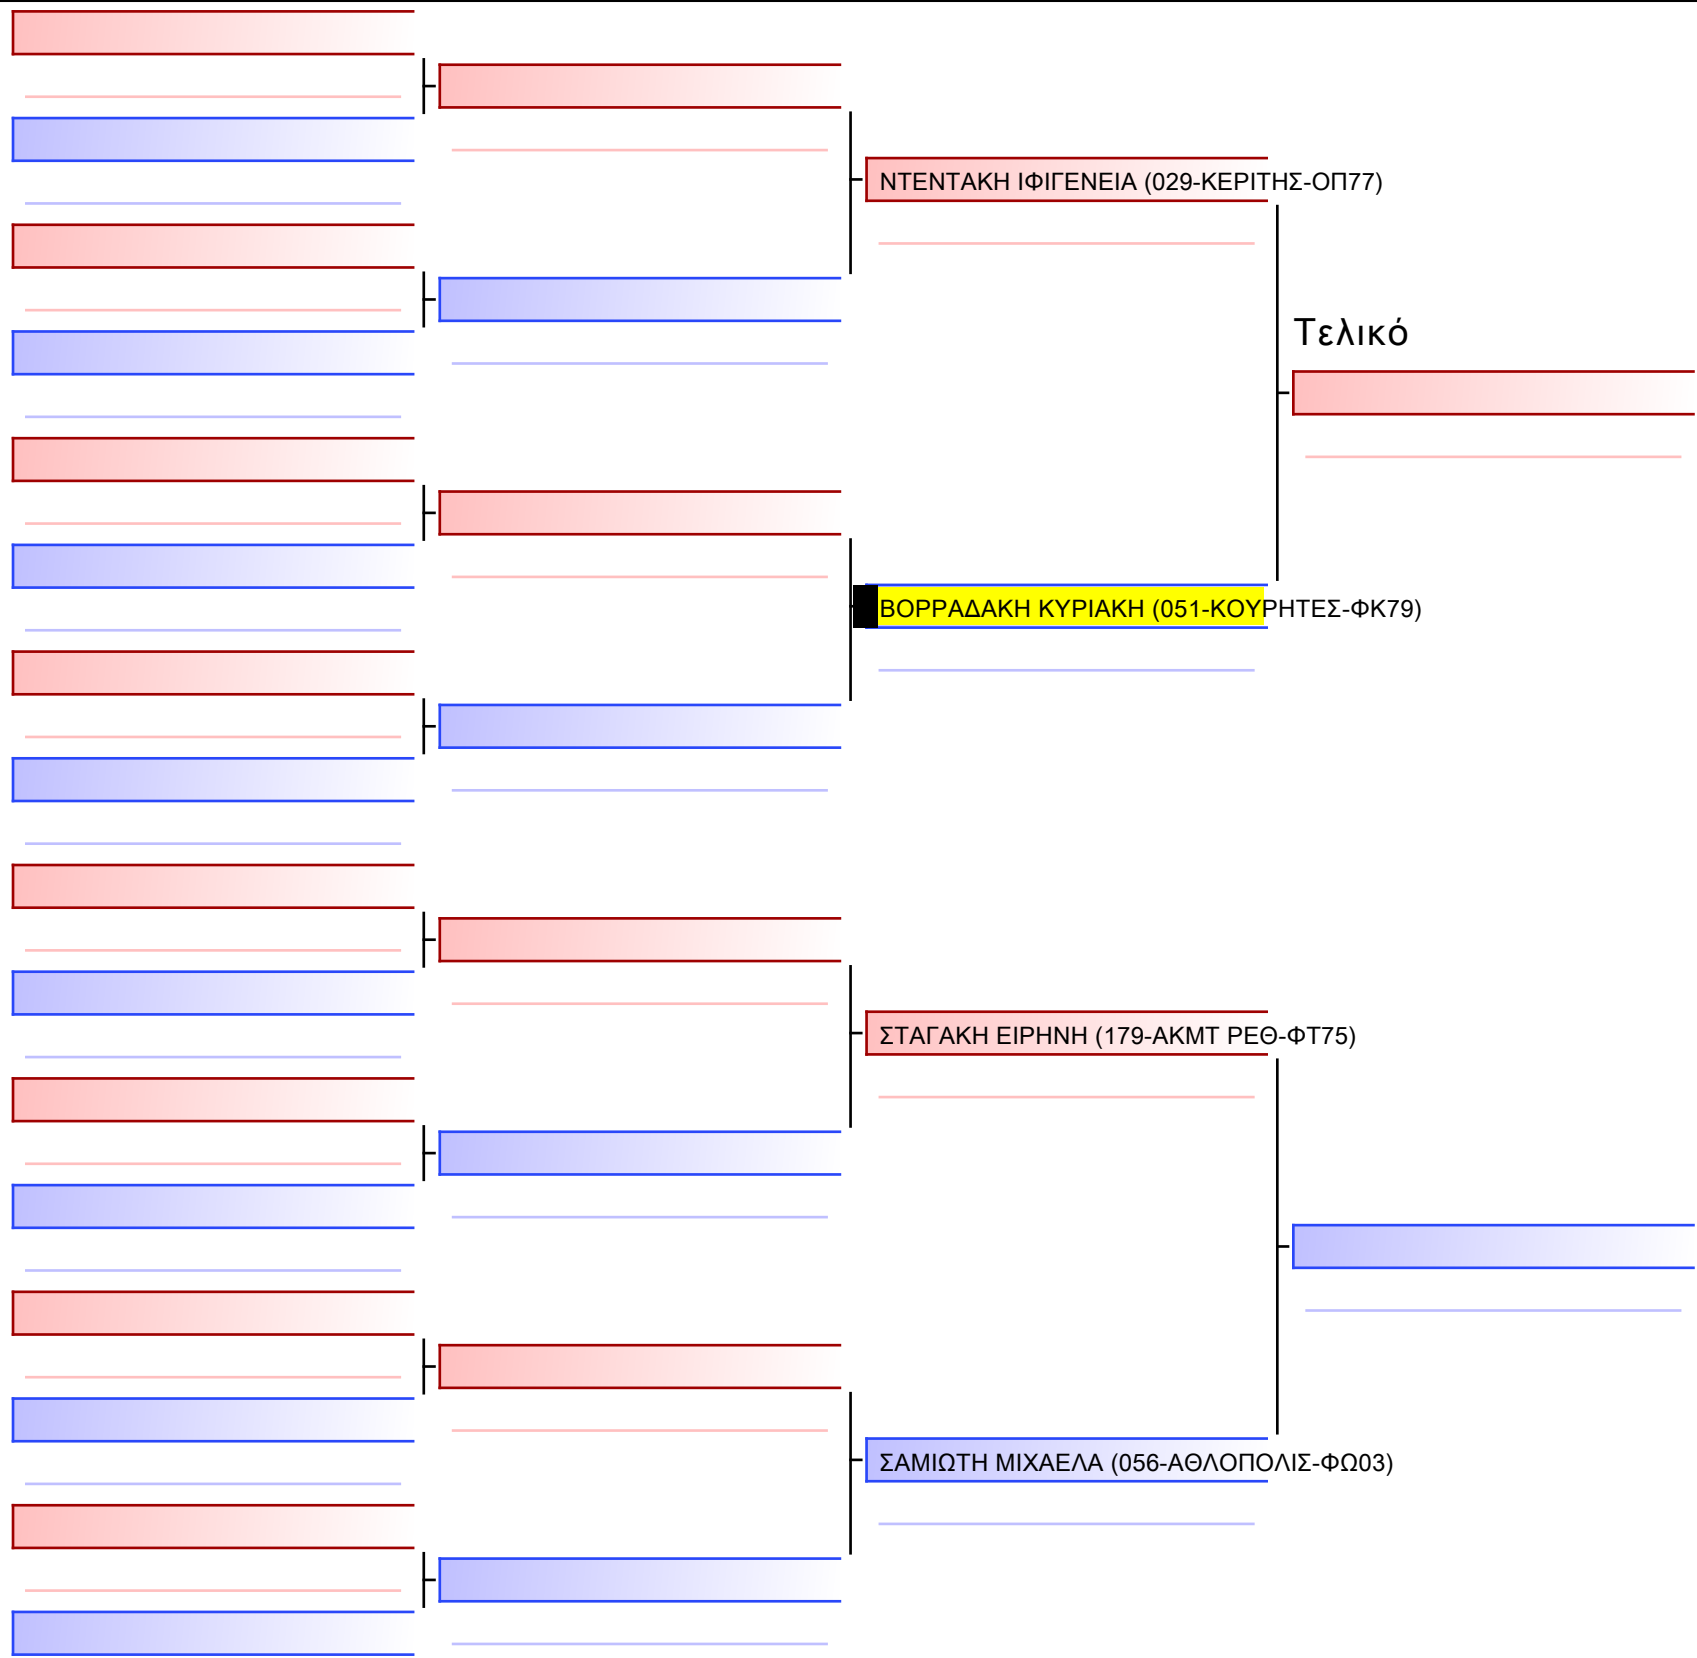 ΝΤΕΝΤΑΚΗ ΙΦΙΓΕΝΕΙΑ (029-ΚΕΡΙΤΗΣ-ΟΠ77)
Τελικό
ΒΟΡΡΑΔΑΚΗ ΚΥΡΙΑΚΗ (051-ΚΟΥΡΗΤΕΣ-ΦΚ79)
ΣΤΑΓΑΚΗ ΕΙΡΗΝΗ (179-ΑΚΜΤ ΡΕΘ-ΦΤ75)
ΣΑΜΙΩΤΗ ΜΙΧΑΕΛΑ (056-ΑΘΛΟΠΟΛΙΣ-ΦΩ03)